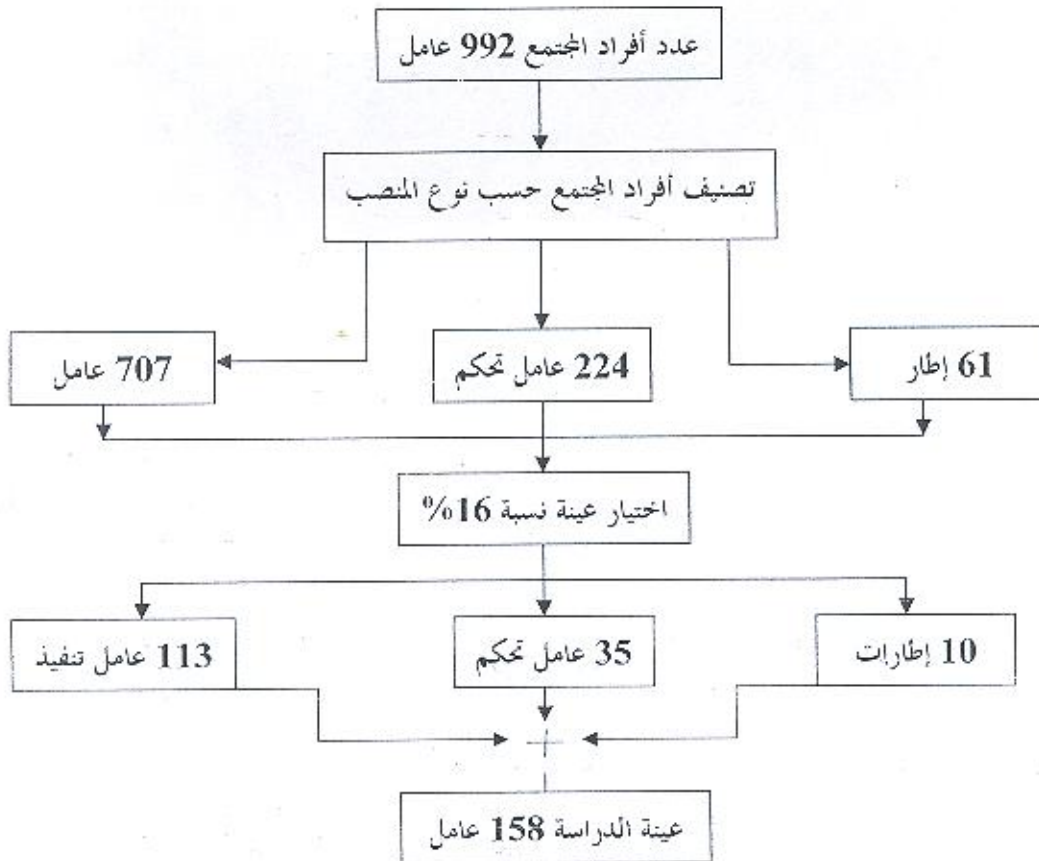 عدد أفراد المجتمع 992 عامل
تصنيف أفراد المجتمع حسب نوع المنصب
61 إطار
224 عامل تحكم
707 عامل
اختيار عينة نسبة 16%
10 إطارات
35 عامل تحكم
113 عامل تنفيذ
+
عينة الدراسة 158 عامل